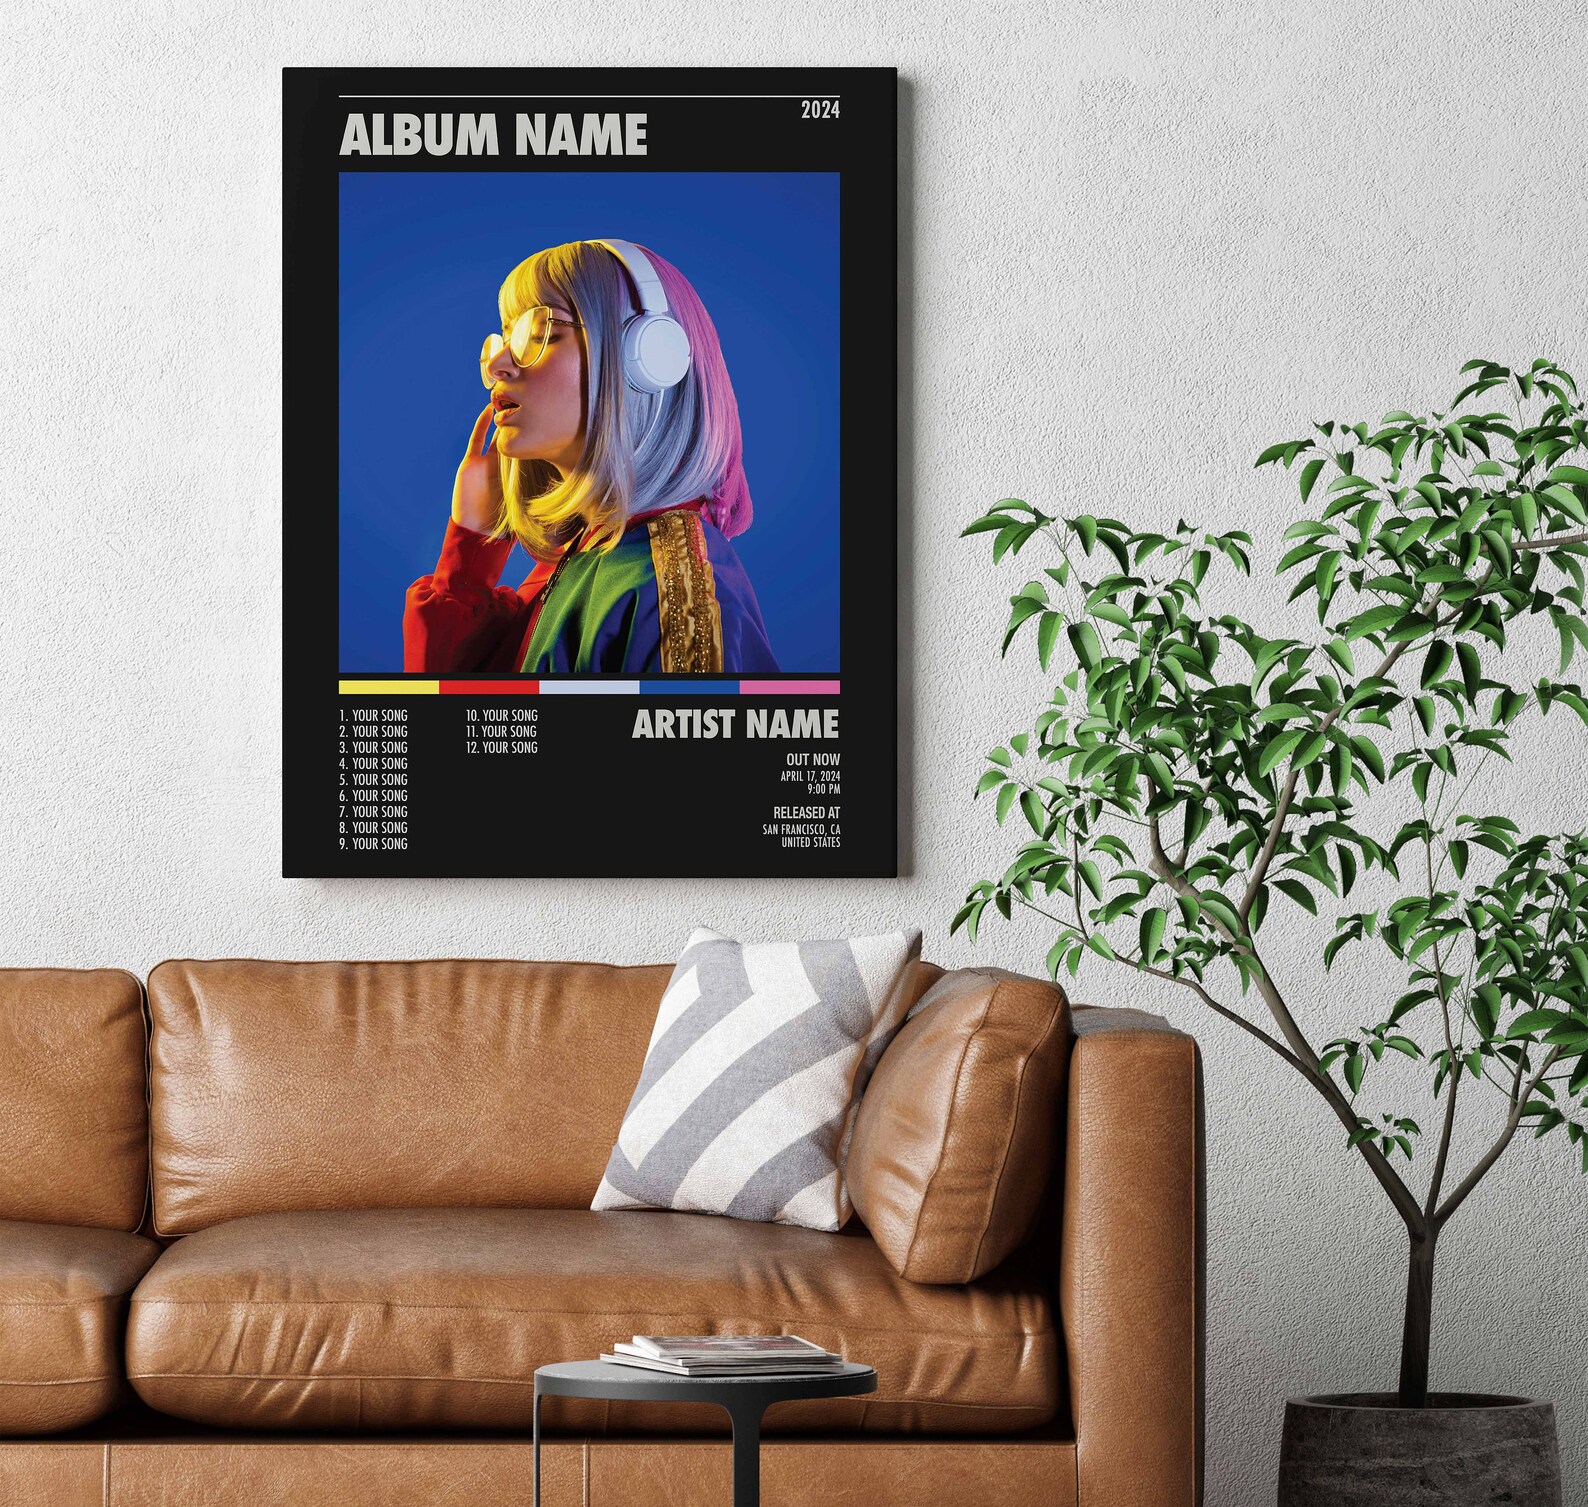 2024
ALBUM NAME
1. YOUR SONG
2. YOUR SONG
3. YOUR SONG
4. YOUR SONG
5. YOUR SONG
6. YOUR SONG
7. YOUR SONG
8. YOUR SONG
9. YOUR SONG
10. YOUR SONG
11. YOUR SONG
12. YOUR SONG
ARTIST NAME
OUT NOW
APRIL 17, 2024
9:00 PM
RELEASED AT
SAN FRANCISCO, CA
UNITED STATES